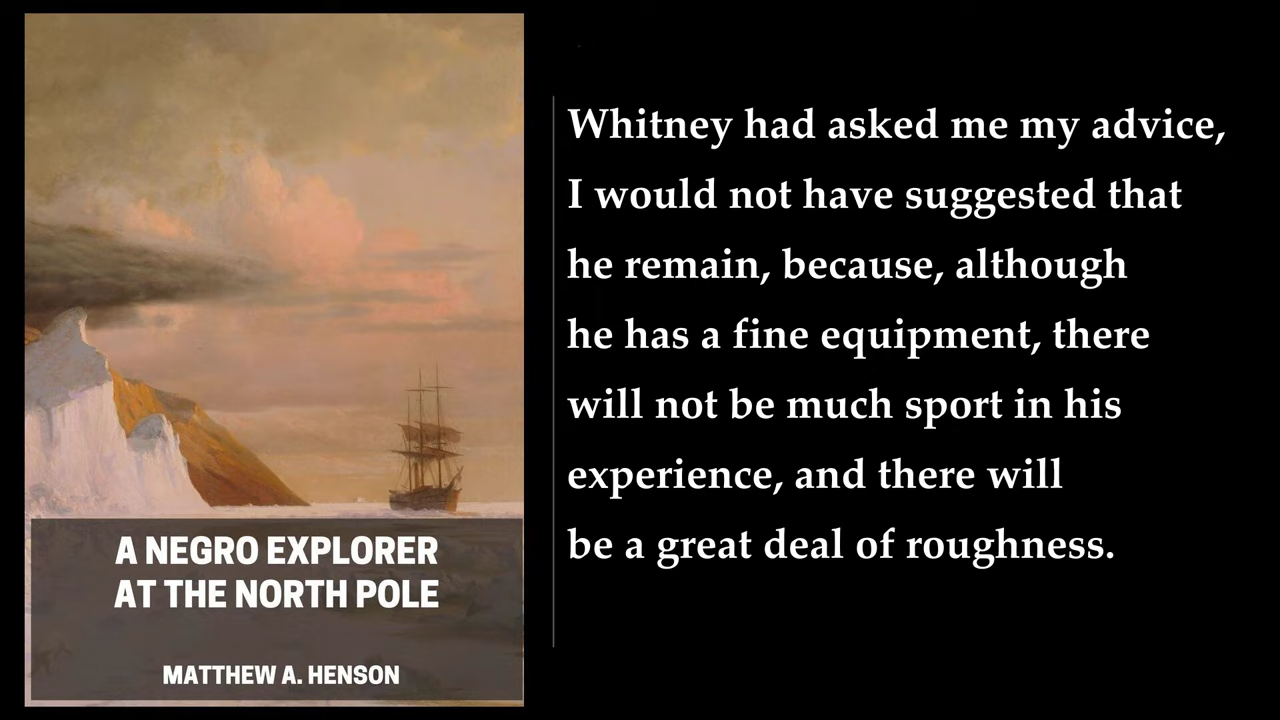 A NEGRO EXPLORER
AT THE NORTH POLE
MATTHEW A. HENSON
Whitney had asked me my advice,
I would not have suggested that
he remain, because, although
he has a fine equipment, there
will not be much sport in his
experience, and there will
be a great deal of roughness.